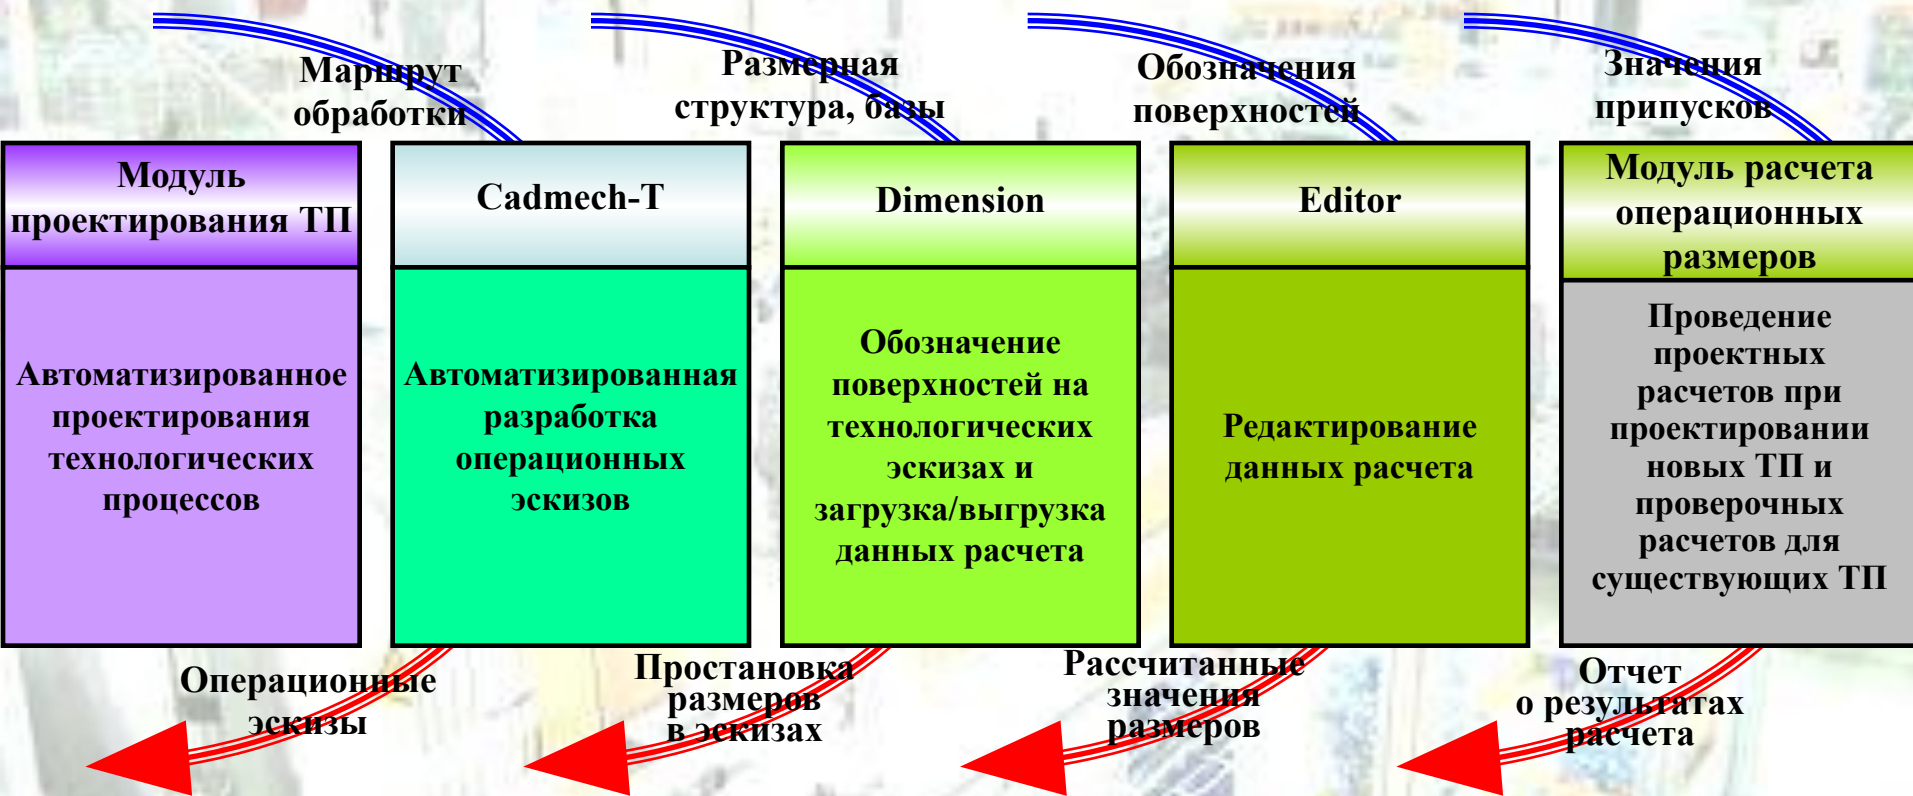 Маршрут
обработки
Размерная
структура, базы
Обозначения
поверхностей
Значения
припусков
Модуль
проектирования ТП
Cadmech-T
Dimension
Editor
Модуль расчета
операционных
размеров
Автоматизированное
проектирования
технологических
процессов
Автоматизированная
разработка
операционных
эскизов
Обозначение
поверхностей на
технологических
эскизах и
загрузка/выгрузка
данных расчета
Редактирование
данных расчета
Проведение
проектных
расчетов при
проектировании
новых ТП и
проверочных
расчетов для
существующих ТП
Операционные
эскизы
Простановка
размеров
в эскизах
Рассчитанные
значения
размеров
Отчет
о результатах
расчета